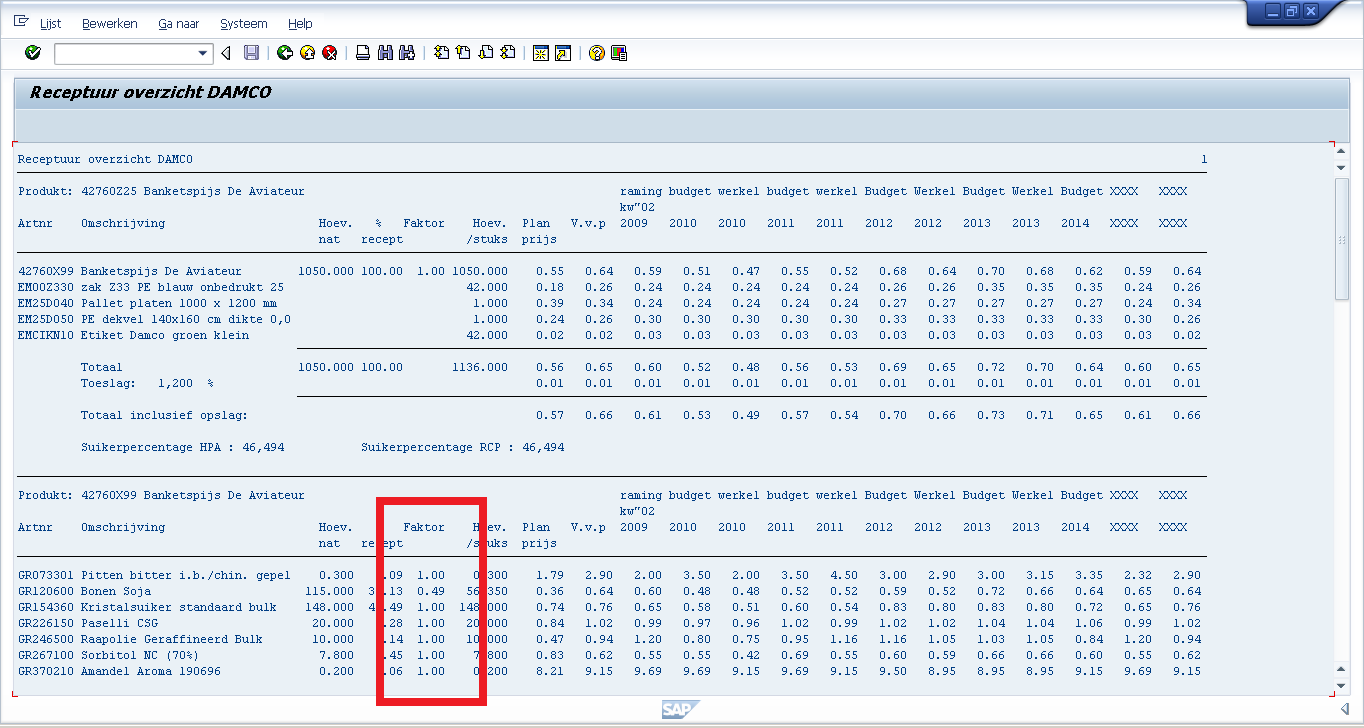 Lijst Bewerken Ga naar Systeem Help
Receptuur overzicht DAMCO
Receptuur overzicht DAMCO 1
Produkt: 42760Z25 Banketspijs De Aviateur raming budget werkel budget werkel Budget Werkel Budget Werkel Budget XXXX XXXX
kw"02
Artnr Omschrijving Hoev. % Faktor Hoev. Plan V.v.p 2009 2010 2010 2011 2011 2012 2012 2013 2013 2014 XXXX XXXX
nat recept /stuks prijs
42760X99 Banketspijs De Aviateur 1050.000 100.00 1.00 1050.000 0.55 0.64 0.59 0.51 0.47 0.55 0.52 0.68 0.64 0.70 0.68 0.62 0.59 0.64
EM00Z330 zak Z33 PE blauw onbedrukt 25 42.000 0.18 0.26 0.24 0.24 0.24 0.24 0.24 0.26 0.26 0.35 0.35 0.35 0.24 0.26
EM25D040 Pallet platen 1000 x 1200 mm 1.000 0.39 0.34 0.24 0.24 0.24 0.24 0.24 0.27 0.27 0.27 0.27 0.27 0.24 0.34
EM25D050 PE dekvel 140x160 cm dikte 0,0 1.000 0.24 0.26 0.30 0.30 0.30 0.30 0.30 0.33 0.33 0.33 0.33 0.30 0.30 0.26
EMCIKN10 Etiket Damco groen klein 42.000 0.02 0.02 0.03 0.03 0.03 0.03 0.03 0.03 0.03 0.03 0.03 0.03 0.03 0.02
Totaal 1050.000 100.00 1136.000 0.56 0.65 0.60 0.52 0.48 0.56 0.53 0.69 0.65 0.72 0.70 0.64 0.60 0.65
Toeslag: 1,200 % 0.01 0.01 0.01 0.01 0.01 0.01 0.01 0.01 0.01 0.01 0.01 0.01 0.01 0.01
Totaal inclusief opslag: 0.57 0.66 0.61 0.53 0.49 0.57 0.54 0.70 0.66 0.73 0.71 0.65 0.61 0.66
Suikerpercentage HPA : 46,494 Suikerpercentage RCP : 46,494
Produkt: 42760X99 Banketspijs De Aviateur raming budget werkel budget werkel Budget Werkel Budget Werkel Budget XXXX XXXX
kw"02
Artnr Omschrijving Hoev. Faktor Plan V.v.p 2009 2010 2010 2011 2011 2012 2012 2013 2013 2014 XXXX XXXX
nat prijs
GR073301 Pitten bitter i.b./chin. gepel 0.300 .09 1.00 1.79 2.90 2.00 3.50 2.00 3.50 4.50 3.00 2.90 3.00 3.15 3.35 2.32 2.90
GR120600 Bonen Soja 115.000 .13 0.49 0.36 0.64 0.60 0.48 0.48 0.52 0.52 0.59 0.52 0.72 0.66 0.64 0.65 0.64
GR154360 Kristalsuiker standaard bulk 148.000 .49 1.00 0.74 0.76 0.65 0.58 0.51 0.60 0.54 0.83 0.80 0.83 0.80 0.72 0.65 0.76
GR226150 Paselli CSG 20.000 .28 1.00 0.84 1.02 0.99 0.97 0.96 1.02 0.99 1.02 1.02 1.04 1.04 1.06 0.99 1.02
GR246500 Raapolie Geraffineerd Bulk 10.000 .14 1.00 0.47 0.94 1.20 0.80 0.75 0.95 1.16 1.16 1.05 1.03 1.05 0.84 1.20 0.94
GR267100 Sorbitol NC (70%) 7.800 .45 1.00 0.83 0.62 0.55 0.55 0.42 0.69 0.55 0.60 0.59 0.66 0.66 0.60 0.55 0.62
GR370210 Amandel Aroma 190696 0.200 .06 1.00 8.21 9.15 9.69 9.69 9.69 9.15 9.15 9.50 8.95 8.95 8.95 9.15 9.69 9.15
SAP